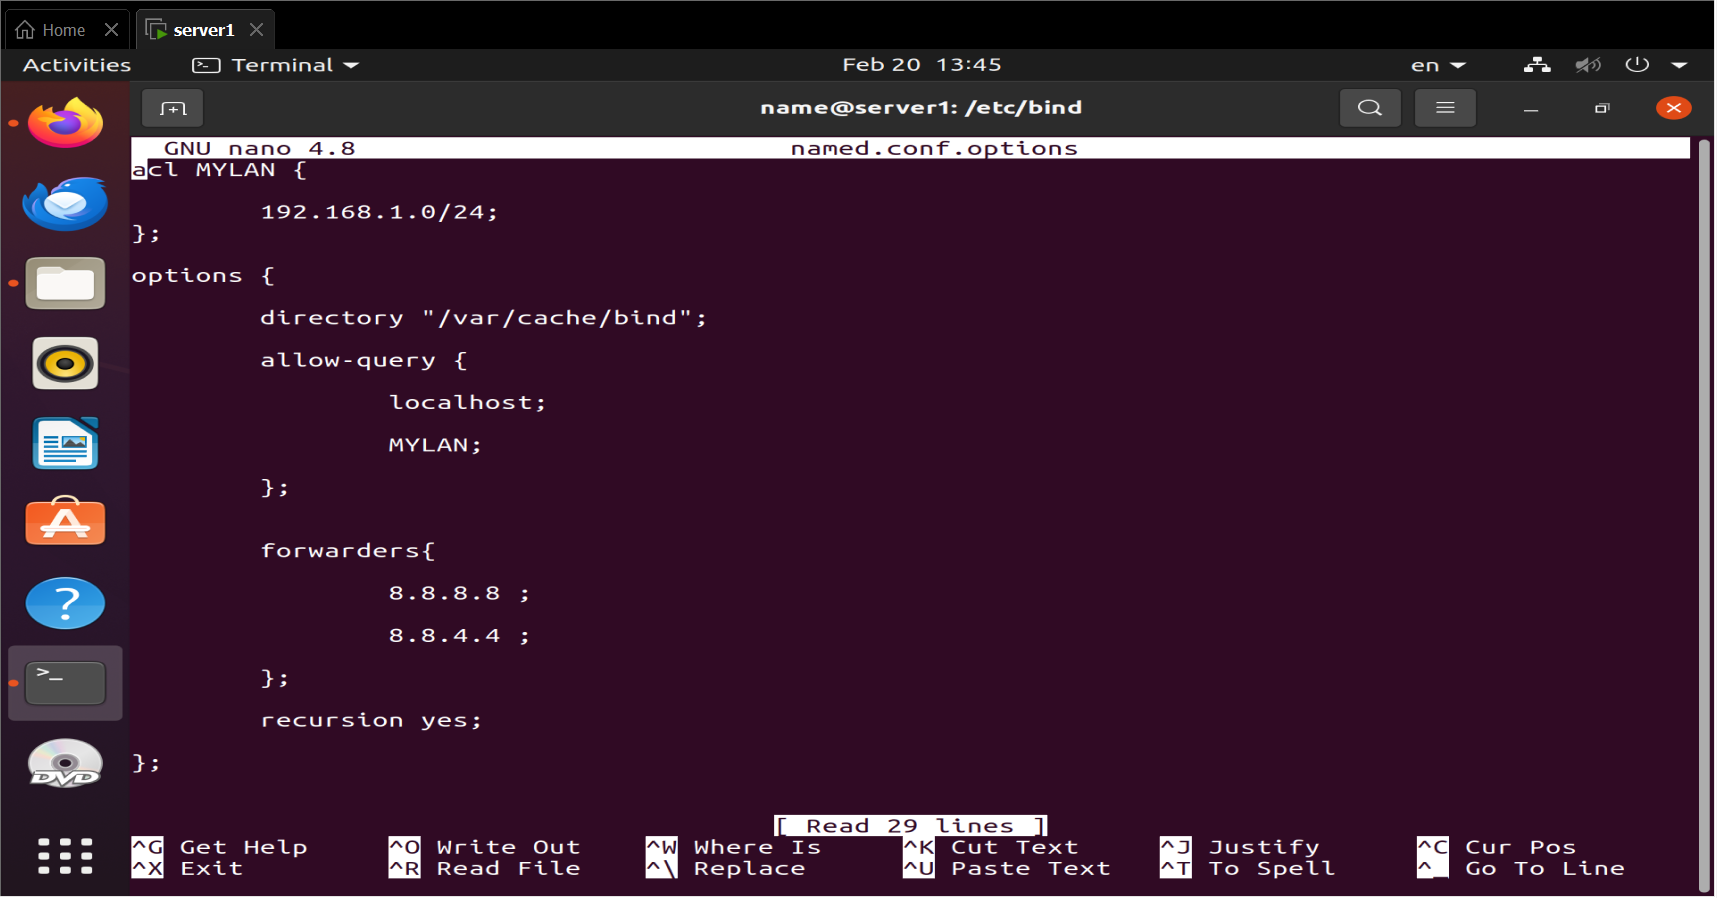 Home
server1
Activities
Terminal
Feb 20 13:45
en
name@server1: /etc/bind
GNU nano 4.8 named.conf.options
acl MYLAN {
192.168.1.0/24;
};
options {
directory "/var/cache/bind";
allow-query {
localhost;
MYLAN;
};
forwarders{
8.8.8.8 ;
8.8.4.4 ;
};
recursion yes;
};
[ Read 29 lines ]
^G Get Help ^O Write Out ^W Where Is ^K Cut Text ^J Justify ^C Cur Pos
^X Exit ^R Read File ^\ Replace ^U Paste Text ^T To Spell ^_ Go To Line
DVD